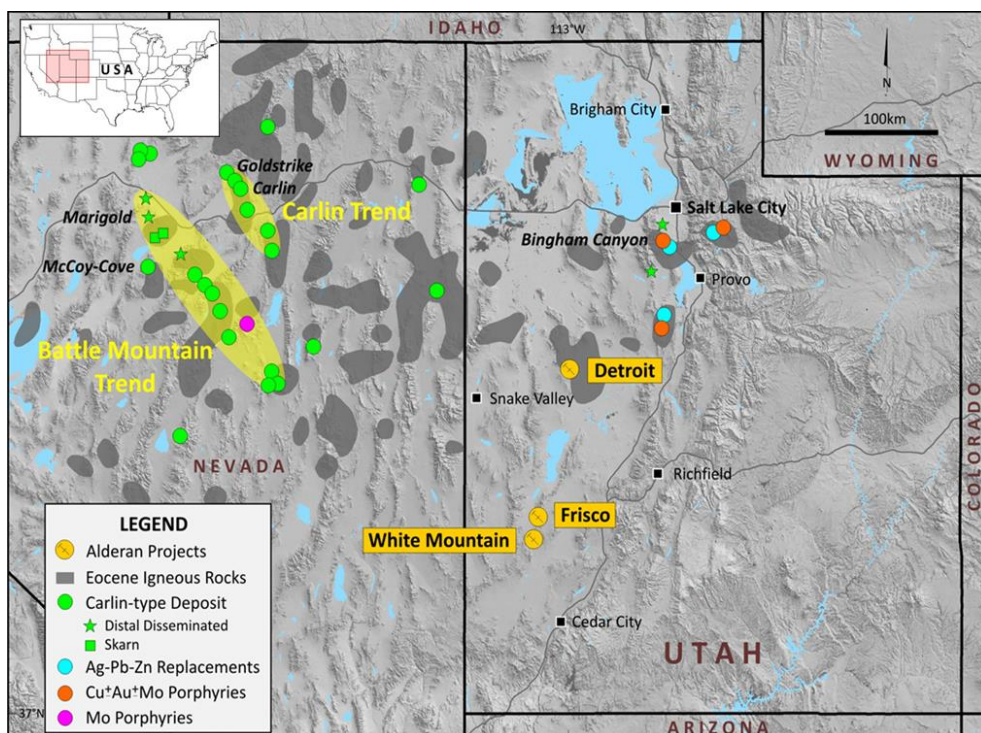 IDAHO
113°W
USA
N
100km
WYOMING
Brigham City
Goldstrike
Carlin
Carlin Trend
Marigold
McCoy-Cove
Battle Mountain
Trend
Salt Lake City
Bingham Canyon
Provo
Detroit
Snake Valley
NEVADA
COLORADO
Richfield
Frisco
White Mountain
Cedar City
UTAH
ARIZONA
37°N
LEGEND
Alderan Projects
Eocene Igneous Rocks
Carlin-type Deposit
Distal Disseminated
Skarn
Ag-Pb-Zn Replacements
Cu⁺Au⁺Mo Porphyries
Mo Porphyries